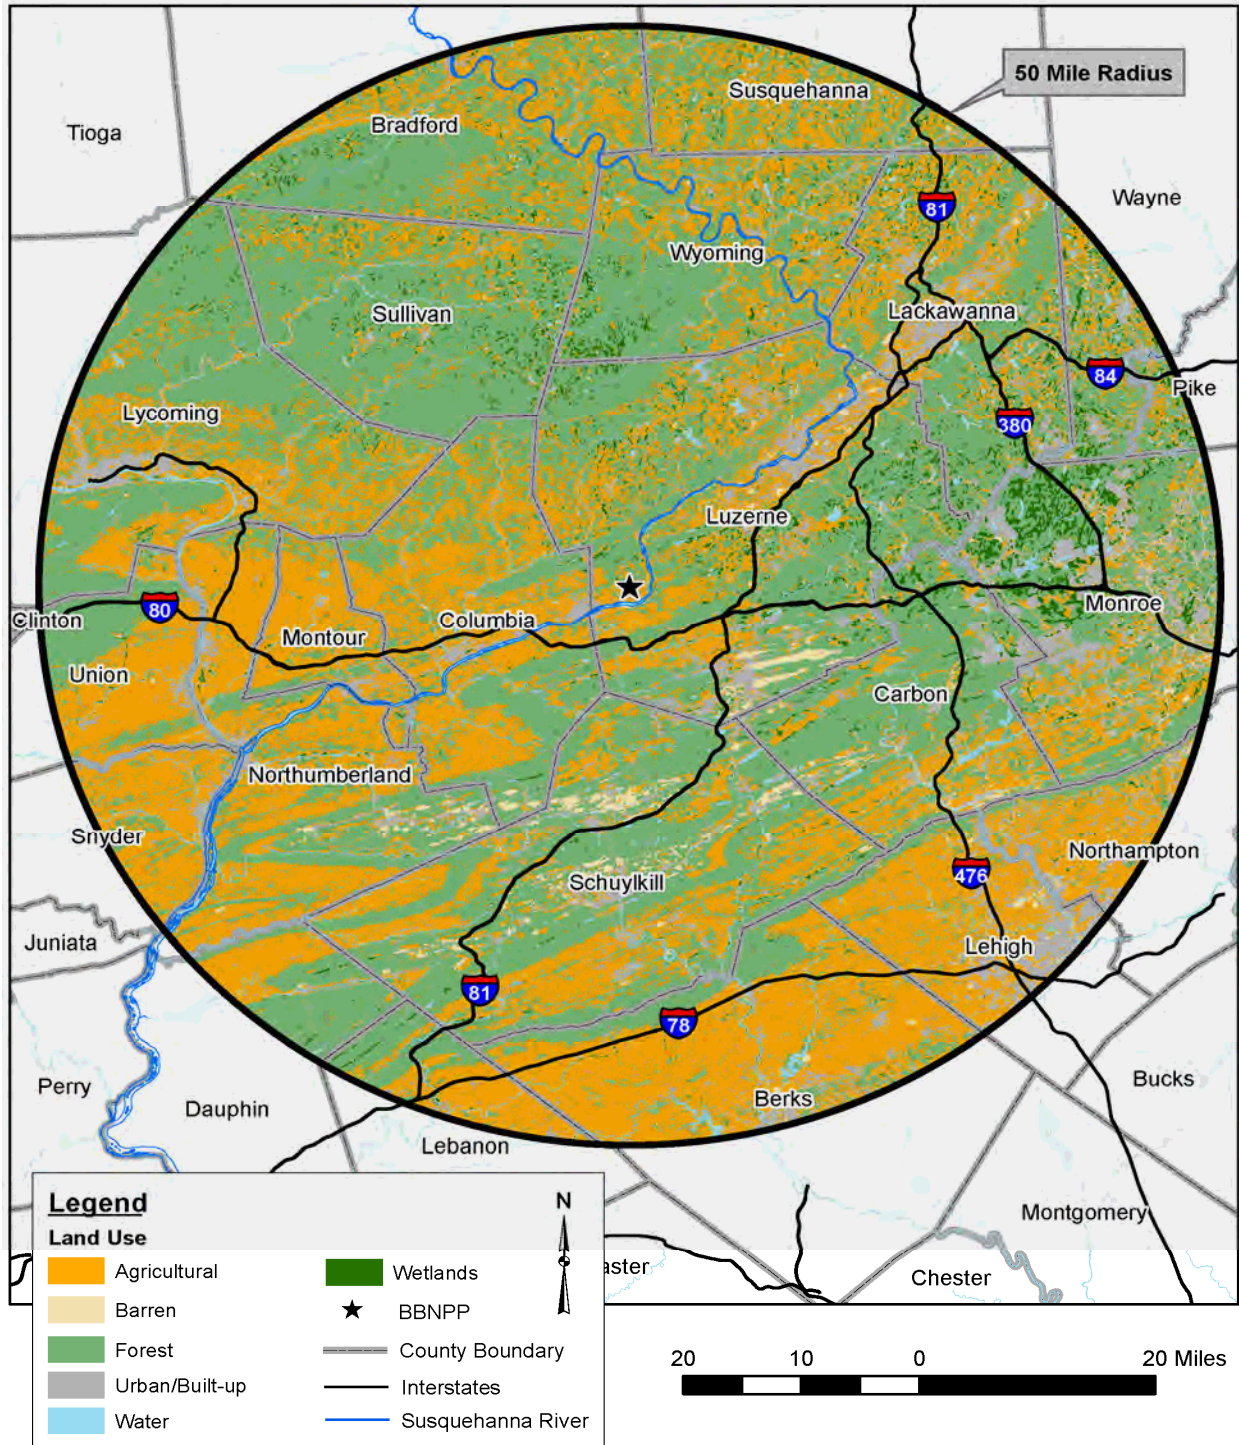 50 Mile Radius
Susquehanna
Bradford
Tioga
Wayne
81
Wyoming
Sullivan
Lackawanna
84
Pike
Lycoming
380
Luzerne
80
Clinton
Columbia
Monroe
Montour
Union
Carbon
Northumberland
Snyder
Northampton
476
Schuylkill
Juniata
Lehigh
81
78
Perry
Bucks
Berks
Dauphin
Lebanon
Montgomery
aster
Chester
Legend
N
Land Use
Agricultural
Wetlands
Barren
BBNPP
Forest
County Boundary
Urban/Built-up
Interstates
Water
Susquehanna River
20 10 0 20 Miles